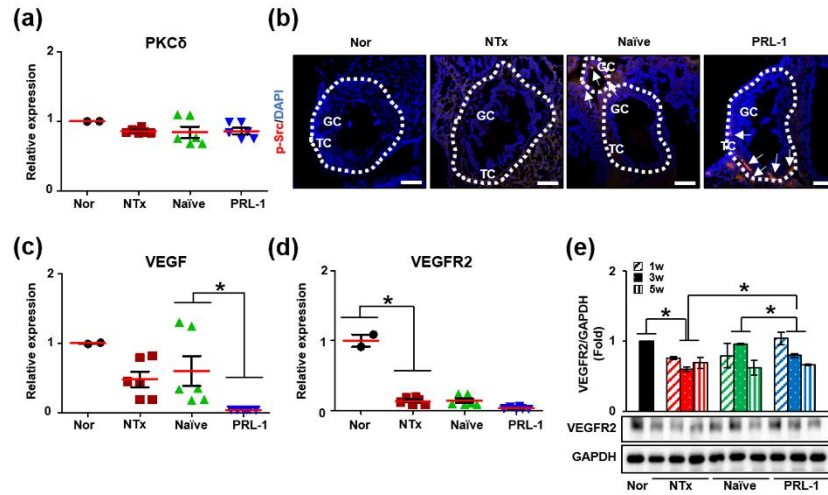 (a)
PKCδ
Relative expression
2
1
0
Nor NTx Naïve PRL-1
(b)
Nor NTx Naïve PRL-1
p-Src/DAPI
GC
TC
GC
TC
GC
GC
TC
GC
TC
(c)
VEGF
Relative expression
2
1
0
*
Nor NTx Naïve PRL-1
(d)
VEGFR2
Relative expression
2
1
0
*
Nor NTx Naïve PRL-1
(e)
1w
3w
5w
VEGFR2/GAPDH
(Fold)
2
1
0
* * *
VEGFR2
GAPDH
Nor NTx Naïve PRL-1